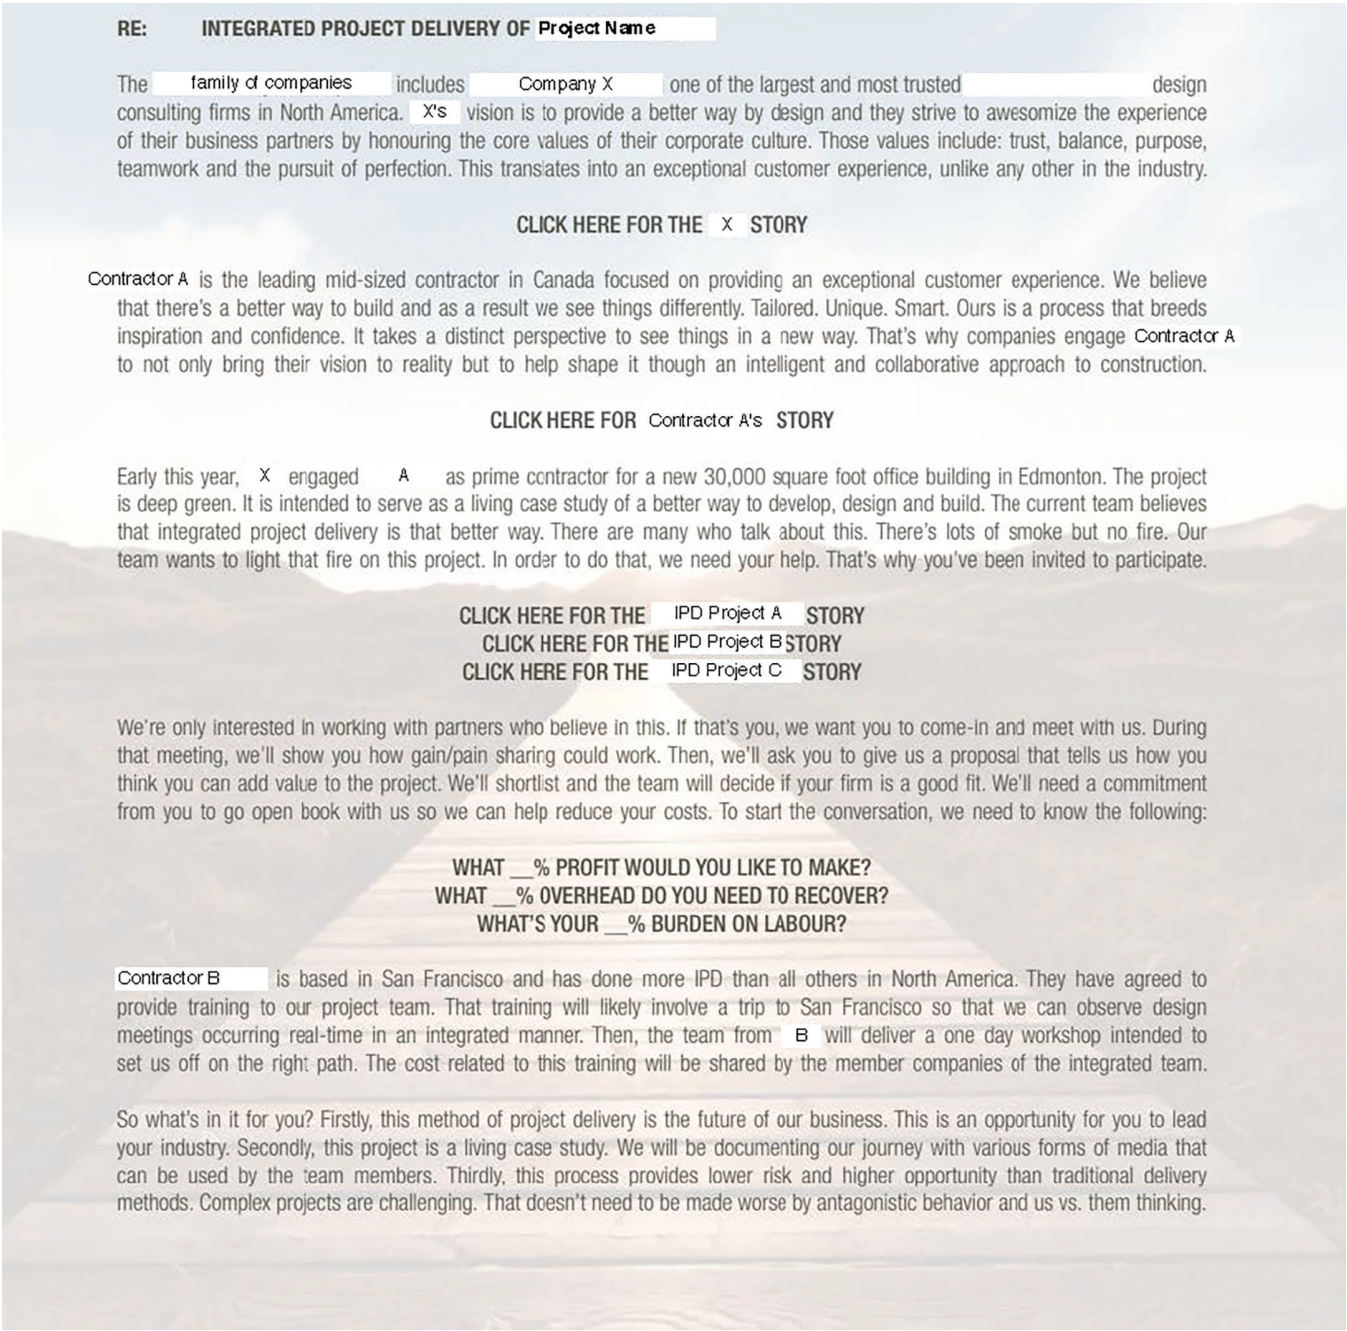 RE: INTEGRATED PROJECT DELIVERY OF Project Name
The family of companies includes Company X one of the largest and most trusted design
consulting firms in North America. X's vision is to provide a better way by design and they strive to awesomize the experience
of their business partners by honouring the core values of their corporate culture. Those values include: trust, balance, purpose,
teamwork and the pursuit of perfection. This translates into an exceptional customer experience, unlike any other in the industry.
CLICK HERE FOR THE X STORY
Contractor A is the leading mid-sized contractor in Canada focused on providing an exceptional customer experience. We believe
that there's a better way to build and as a result we see things differently. Tailored. Unique. Smart. Ours is a process that breeds
inspiration and confidence. It takes a distinct perspective to see things in a new way. That's why companies engage Contractor A
to not only bring their vision to reality but to help shape it though an intelligent and collaborative approach to construction.
CLICK HERE FOR Contractor A's STORY
Early this year, X engaged A as prime contractor for a new 30,000 square foot office building in Edmonton. The project
is deep green. It is intended to serve as a living case study of a better way to develop, design and build. The current team believes
that integrated project delivery is that better way. There are many who talk about this. There's lots of smoke but no fire. Our
team wants to light that fire on this project. In order to do that, we need your help. That's why you've been invited to participate.
CLICK HERE FOR THE IPD Project A STORY
CLICK HERE FOR THE IPD Project B STORY
CLICK HERE FOR THE IPD Project C STORY
We're only interested in working with partners who believe in this. If that's you, we want you to come-in and meet with us. During
that meeting, we'll show you how gain/pain sharing could work. Then, we'll ask you to give us a proposal that tells us how you
think you can add value to the project. We'll shortlist and the team will decide if your firm is a good fit. We'll need a commitment
from you to go open book with us so we can help reduce your costs. To start the conversation, we need to know the following:
WHAT __% PROFIT WOULD YOU LIKE TO MAKE?
WHAT __% OVERHEAD DO YOU NEED TO RECOVER?
WHAT'S YOUR __% BURDEN ON LABOUR?
Contractor B is based in San Francisco and has done more IPD than all others in North America. They have agreed to
provide training to our project team. That training will likely involve a trip to San Francisco so that we can observe design
meetings occurring real-time in an integrated manner. Then, the team from B will deliver a one day workshop intended to
set us off on the right path. The cost related to this training will be shared by the member companies of the integrated team.
So what's in it for you? Firstly, this method of project delivery is the future of our business. This is an opportunity for you to lead
your industry. Secondly, this project is a living case study. We will be documenting our journey with various forms of media that
can be used by the team members. Thirdly, this process provides lower risk and higher opportunity than traditional delivery
methods. Complex projects are challenging. That doesn't need to be made worse by antagonistic behavior and us vs. them thinking.